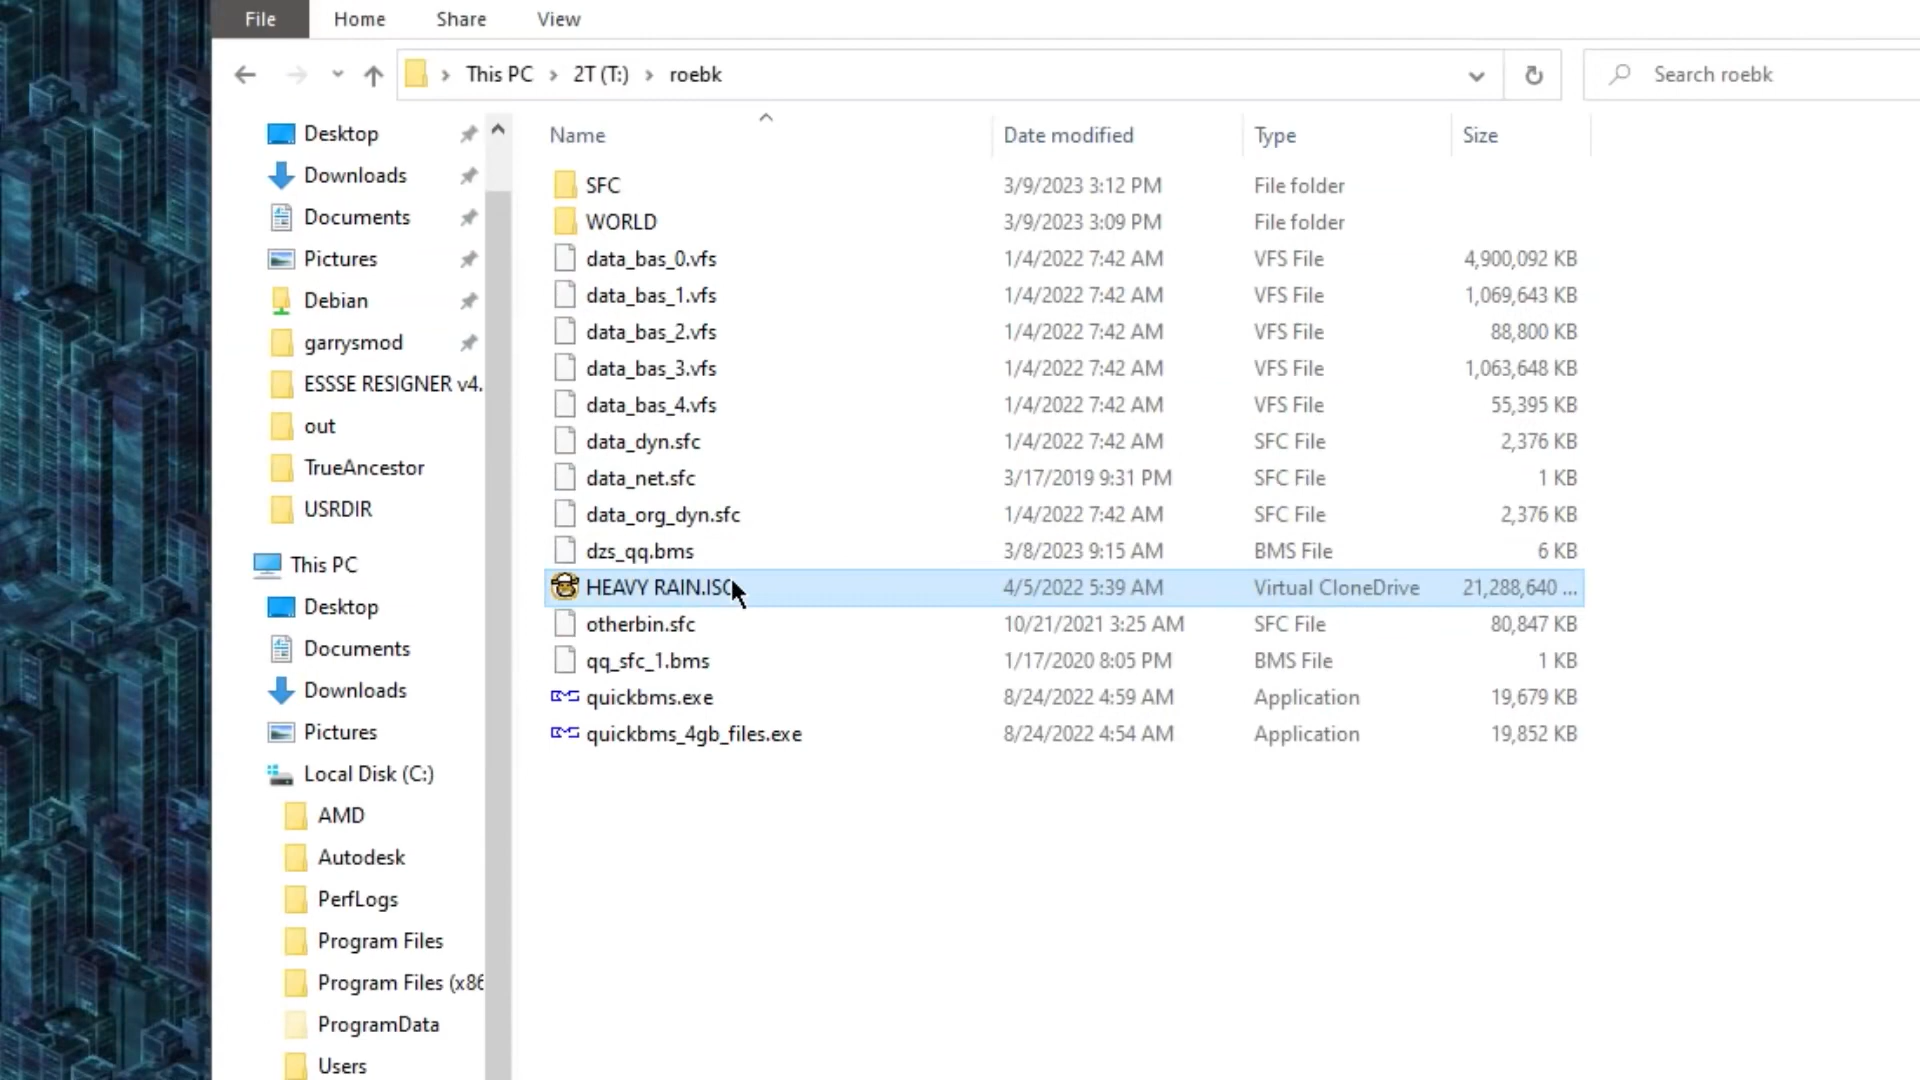 File Home Share View
This PC 2T (T:) roebk Search roebk
Name Date modified Type Size
Desktop
Downloads
Documents
Pictures
Debian
garrysmod
ESSSE RESIGNER v4.
out
TrueAncestor
USRDIR
This PC
Desktop
Documents
Downloads
Pictures
Local Disk (C:)
AMD
Autodesk
PerfLogs
Program Files
Program Files (x86
ProgramData
Users
SFC 3/9/2023 3:12 PM File folder
WORLD 3/9/2023 3:09 PM File folder
data_bas_0.vfs 1/4/2022 7:42 AM VFS File 4,900,092 KB
data_bas_1.vfs 1/4/2022 7:42 AM VFS File 1,069,643 KB
data_bas_2.vfs 1/4/2022 7:42 AM VFS File 88,800 KB
data_bas_3.vfs 1/4/2022 7:42 AM VFS File 1,063,648 KB
data_bas_4.vfs 1/4/2022 7:42 AM VFS File 55,395 KB
data_dyn.sfc 1/4/2022 7:42 AM SFC File 2,376 KB
data_net.sfc 3/17/2019 9:31 PM SFC File 1 KB
data_org_dyn.sfc 1/4/2022 7:42 AM SFC File 2,376 KB
dzs_qq.bms 3/8/2023 9:15 AM BMS File 6 KB
HEAVY RAIN.ISO 4/5/2022 5:39 AM Virtual CloneDrive 21,288,640 ...
otherbin.sfc 10/21/2021 3:25 AM SFC File 80,847 KB
qq_sfc_1.bms 1/17/2020 8:05 PM BMS File 1 KB
quickbms.exe 8/24/2022 4:59 AM Application 19,679 KB
quickbms_4gb_files.exe 8/24/2022 4:54 AM Application 19,852 KB